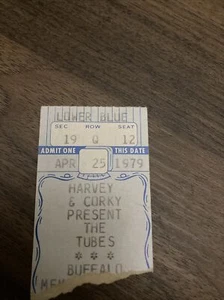 LOWER BLUE
SEC ROW SEAT
19 Q 12
ADMIT ONE THIS DATE
APR 25 1979
HARVEY
& CORKY
PRESENT
THE
TUBES
* * *
BUFFALO